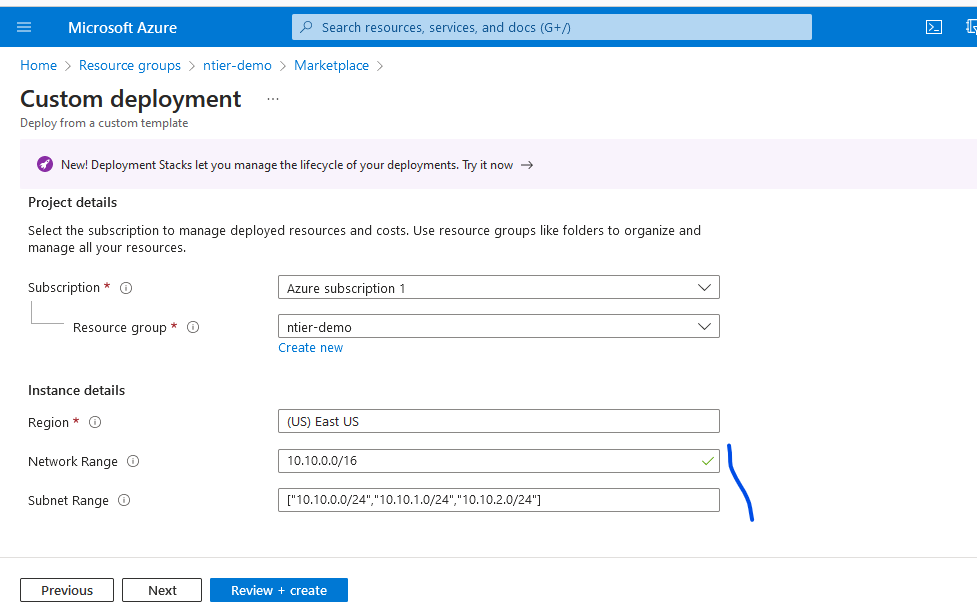 Microsoft Azure
Search resources, services, and docs (G+/)
Home > Resource groups > ntier-demo > Marketplace >
Custom deployment ...
Deploy from a custom template
New! Deployment Stacks let you manage the lifecycle of your deployments. Try it now →
Project details
Select the subscription to manage deployed resources and costs. Use resource groups like folders to organize and
manage all your resources.
Subscription * Azure subscription 1
Resource group * ntier-demo
Create new
Instance details
Region * (US) East US
Network Range 10.10.0.0/16
Subnet Range ["10.10.0.0/24","10.10.1.0/24","10.10.2.0/24"]
Previous Next Review + create